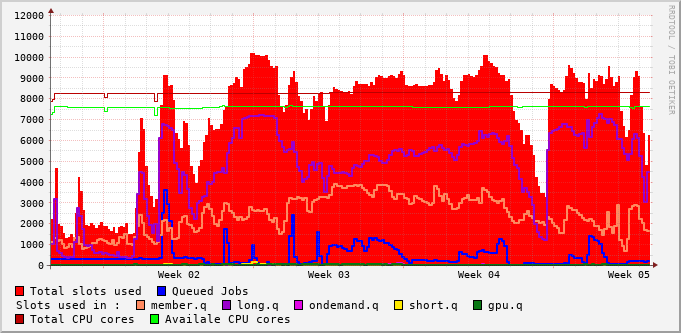 12000
11000
10000
9000
8000
7000
6000
5000
4000
3000
2000
1000
0
Week 02 Week 03 Week 04 Week 05
RRDTOOL / TOBI OETIKER
Total slots used Queued Jobs
Slots used in : member.q long.q ondemand.q short.q gpu.q
Total CPU cores Availale CPU cores